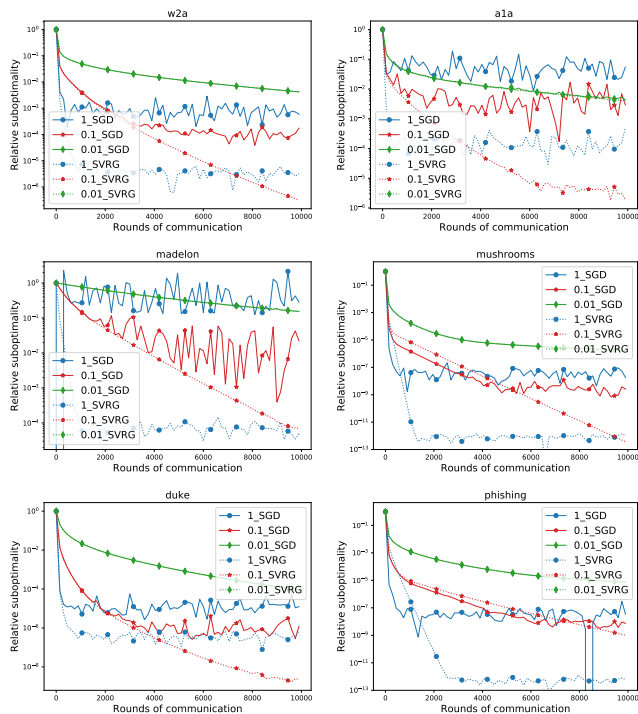 w2a
Relative suboptimality
10⁰
10⁻¹
10⁻²
10⁻³
10⁻⁴
10⁻⁵
10⁻⁶
1_SGD
0.1_SGD
0.01_SGD
1_SVRG
0.1_SVRG
0.01_SVRG
0 2000 4000 6000 8000 10000
Rounds of communication
a1a
Relative suboptimality
10⁰
10⁻¹
10⁻²
10⁻³
10⁻⁴
10⁻⁵
10⁻⁶
1_SGD
0.1_SGD
0.01_SGD
1_SVRG
0.1_SVRG
0.01_SVRG
0 2000 4000 6000 8000 10000
Rounds of communication
madelon
Relative suboptimality
10⁰
10⁻¹
10⁻²
10⁻³
10⁻⁴
1_SGD
0.1_SGD
0.01_SGD
1_SVRG
0.1_SVRG
0.01_SVRG
0 2000 4000 6000 8000 10000
Rounds of communication
mushrooms
Relative suboptimality
10⁻¹
10⁻³
10⁻⁵
10⁻⁷
10⁻⁹
10⁻¹¹
10⁻¹³
1_SGD
0.1_SGD
0.01_SGD
1_SVRG
0.1_SVRG
0.01_SVRG
0 2000 4000 6000 8000 10000
Rounds of communication
duke
Relative suboptimality
10⁰
10⁻²
10⁻⁴
10⁻⁶
10⁻⁸
1_SGD
0.1_SGD
0.01_SGD
1_SVRG
0.1_SVRG
0.01_SVRG
0 2000 4000 6000 8000 10000
Rounds of communication
phishing
Relative suboptimality
10⁻¹
10⁻³
10⁻⁵
10⁻⁷
10⁻⁹
10⁻¹¹
10⁻¹³
1_SGD
0.1_SGD
0.01_SGD
1_SVRG
0.1_SVRG
0.01_SVRG
0 2000 4000 6000 8000 10000
Rounds of communication